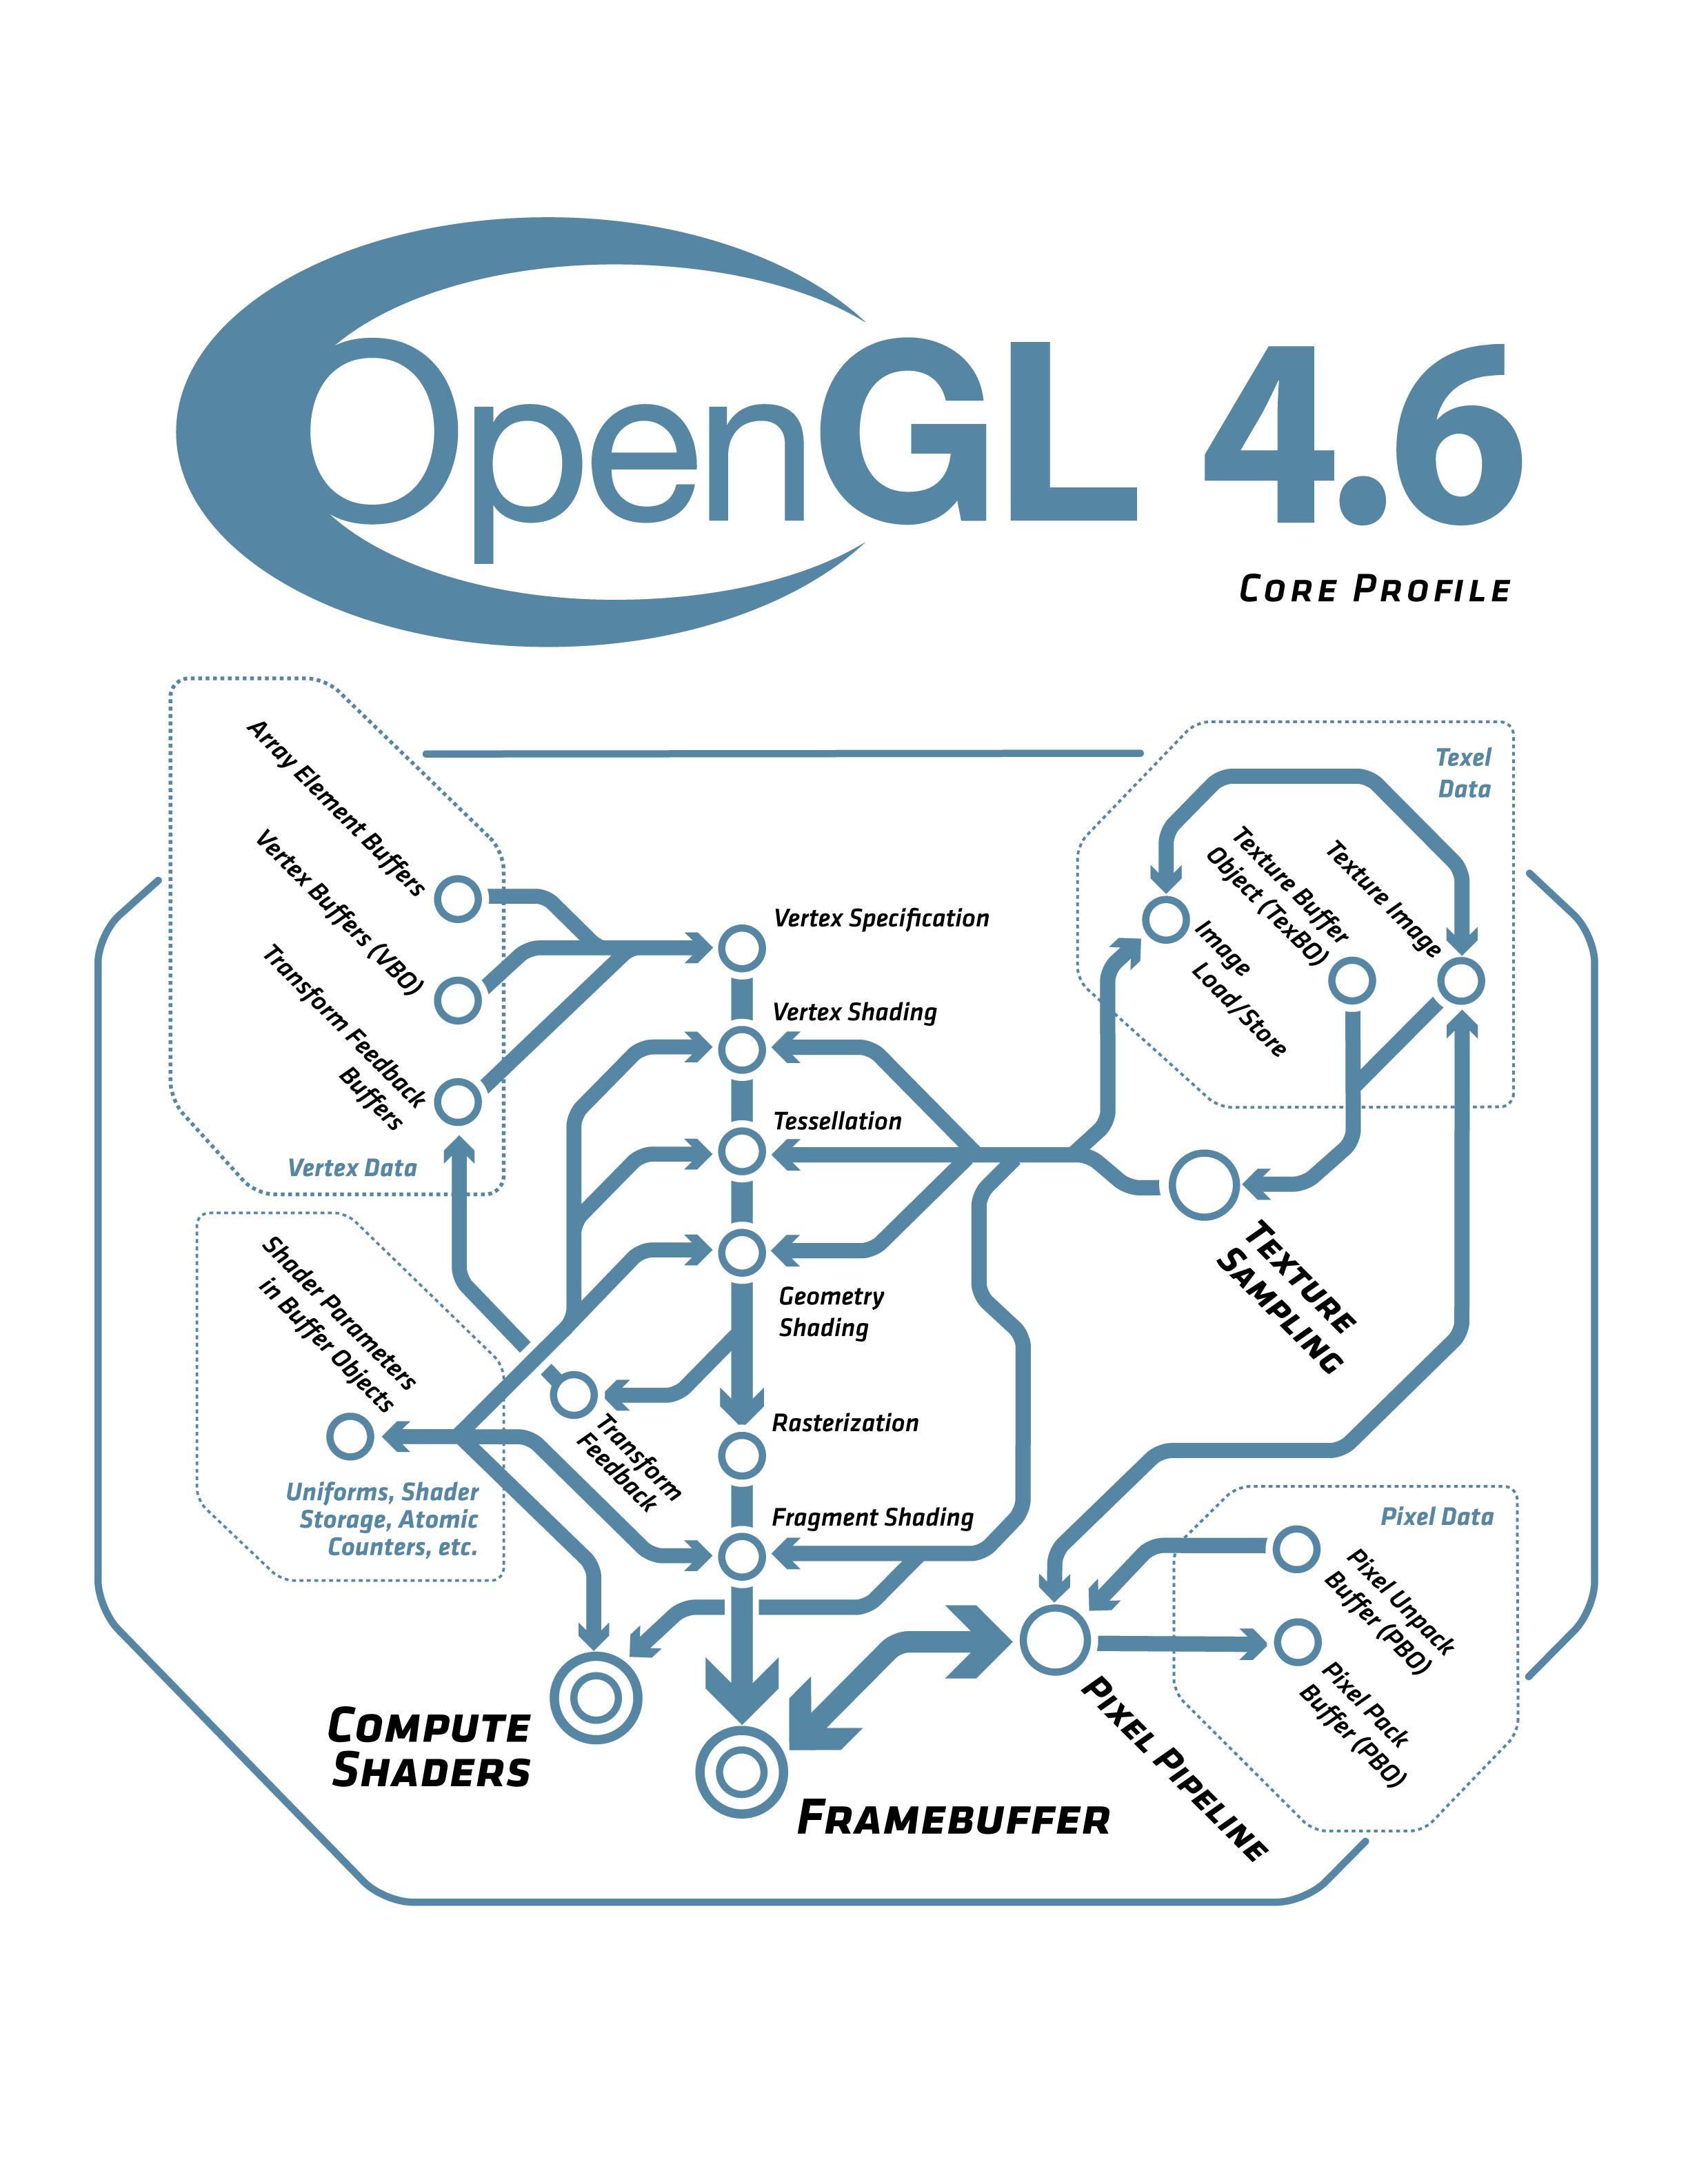 OpenGL 4.6
CORE PROFILE
Array Element Buffers
Vertex Buffers (VBO)
Transform Feedback
Buffers
Vertex Data
Shader Parameters
in Buffer Objects
Uniforms, Shader
Storage, Atomic
Counters, etc.
Vertex Specification
Vertex Shading
Tessellation
Geometry
Shading
Transform
Feedback
Rasterization
Fragment Shading
Texel
Data
Texture Image
Texture Buffer
Object (TexBO)
Image
Load/Store
TEXTURE
SAMPLING
Pixel Data
Pixel Unpack
Buffer (PBO)
Pixel Pack
Buffer (PBO)
PIXEL PIPELINE
COMPUTE
SHADERS
FRAMEBUFFER